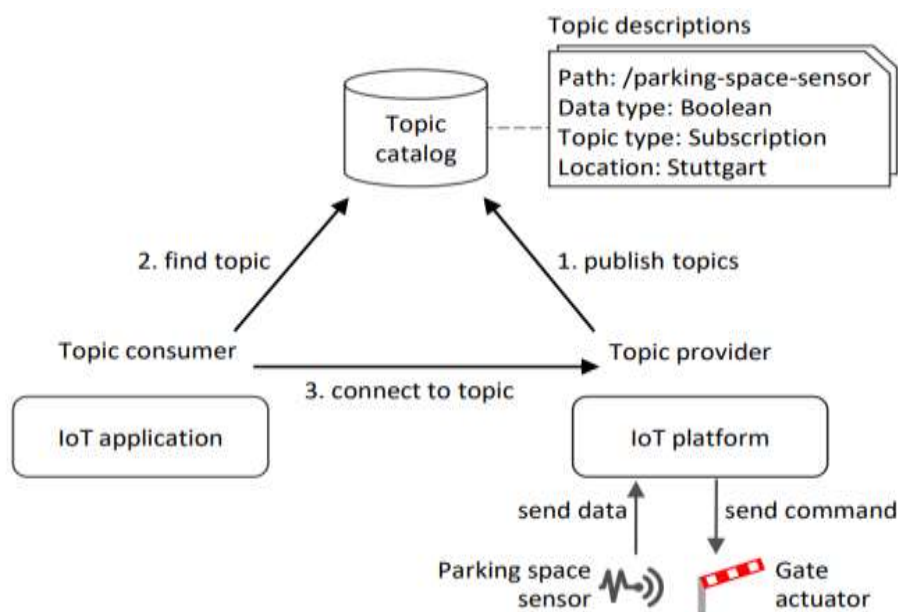 Topic descriptions
Path: /parking-space-sensor
Data type: Boolean
Topic type: Subscription
Location: Stuttgart
Topic
catalog
2. find topic
1. publish topics
Topic consumer
Topic provider
3. connect to topic
IoT application
IoT platform
send data
send command
Parking space
sensor
Gate
actuator